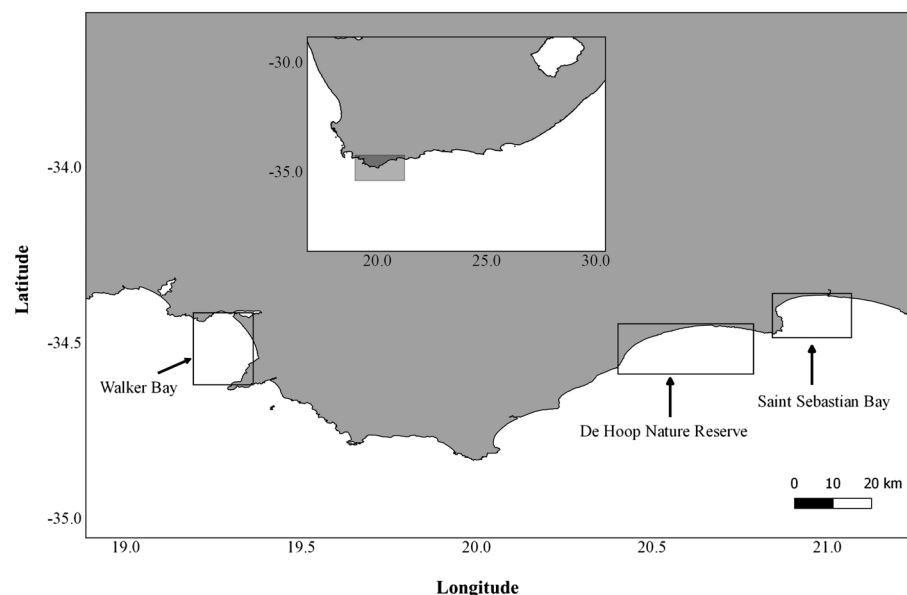 -30.0
-35.0
20.0 25.0 30.0
-34.0
-34.5
-35.0
Latitude
Walker Bay
De Hoop Nature Reserve
Saint Sebastian Bay
0 10 20 km
19.0 19.5 20.0 20.5 21.0
Longitude